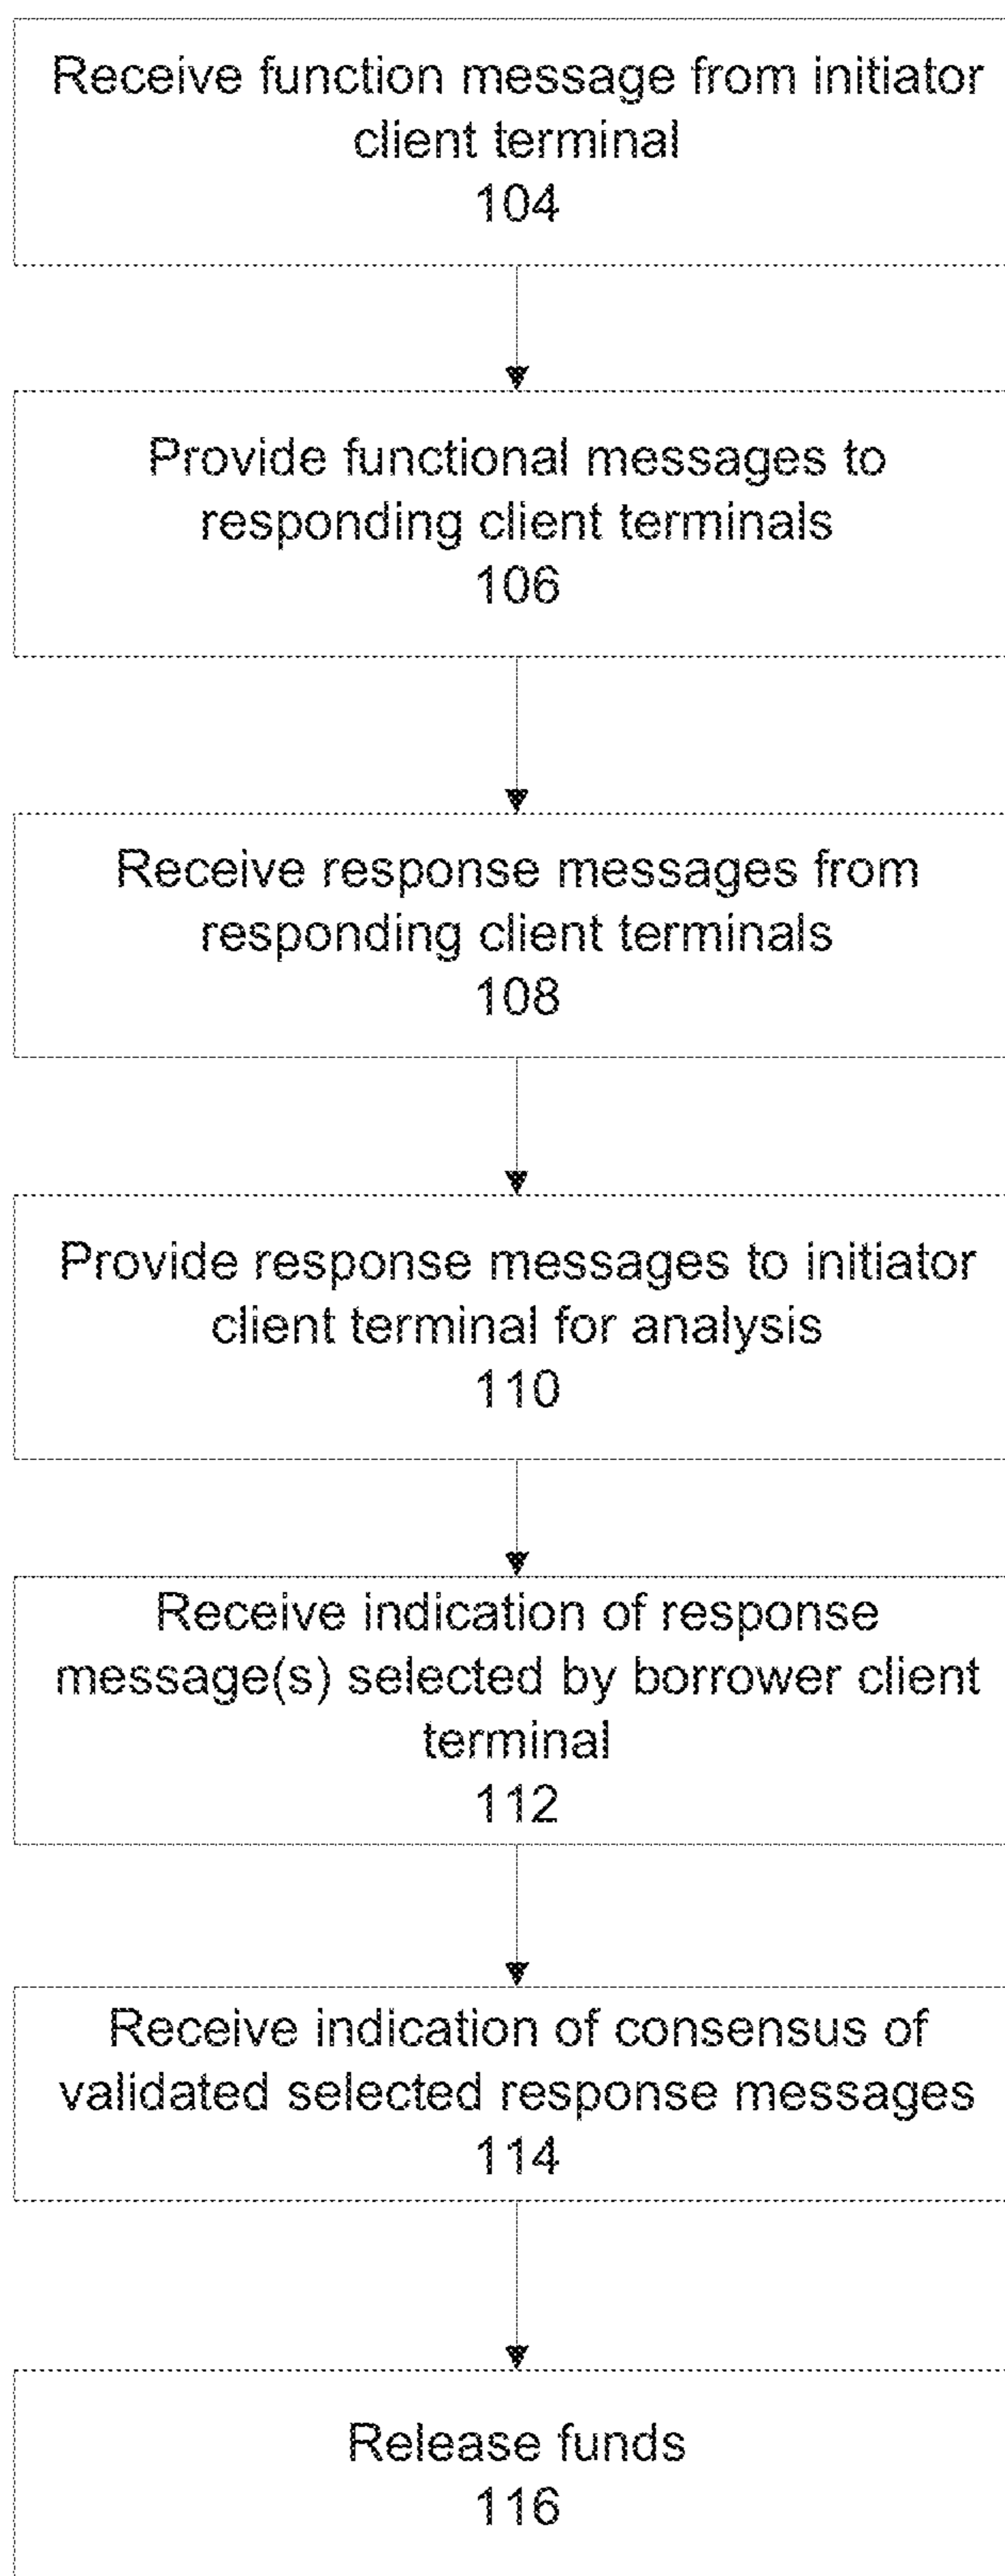 Receive function message from initiator
client terminal
104
Provide functional messages to
responding client terminals
106
Receive response messages from
responding client terminals
108
Provide response messages to initiator
client terminal for analysis
110
Receive indication of response
message(s) selected by borrower client
terminal
112
Receive indication of consensus of
validated selected response messages
114
Release funds
116